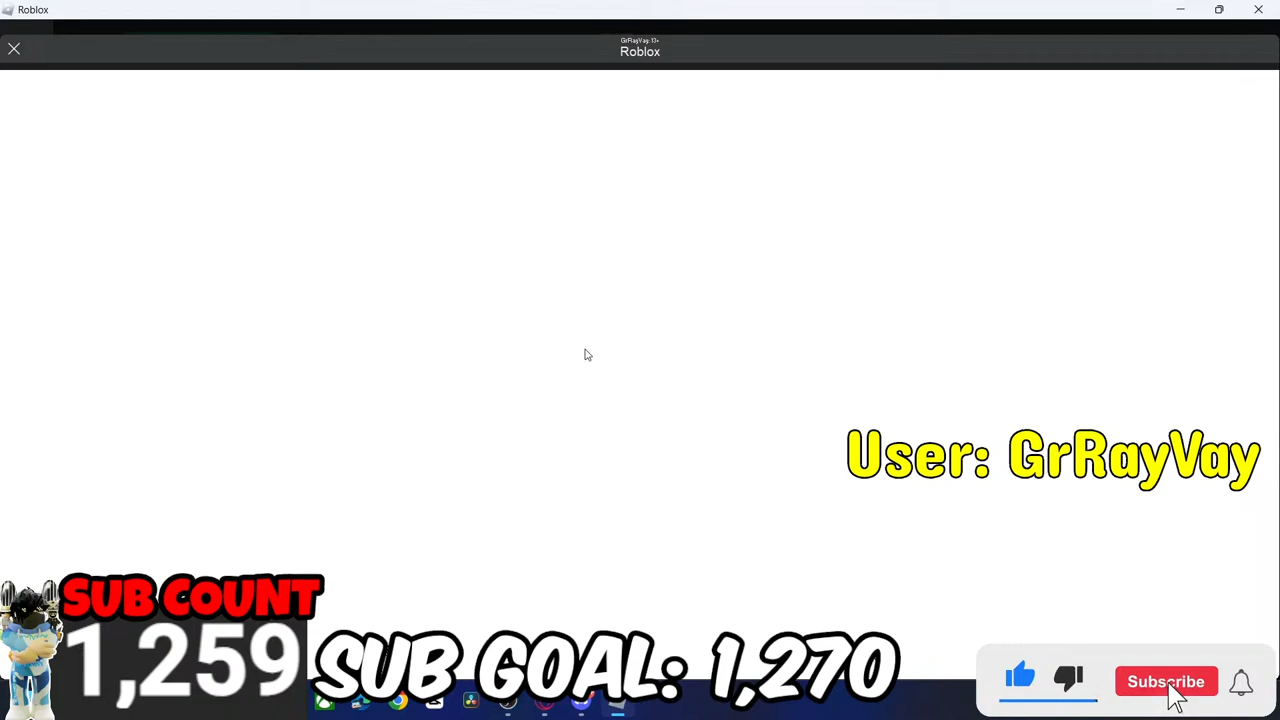 Roblox
GrRayVay: 13+
Roblox
User: GrRayVay
SUB COUNT
1,259
SUB GOAL: 1,270
Subscribe